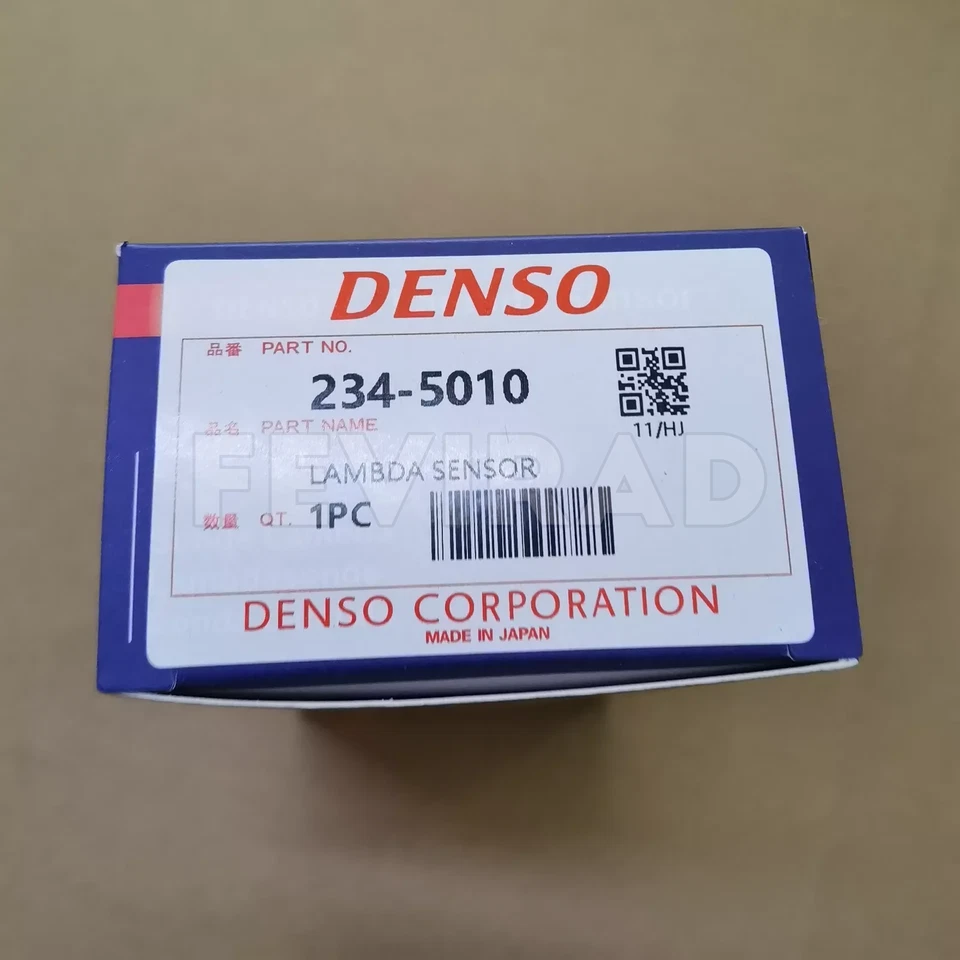 DENSO
品番 PART NO.
234-5010
11/HJ
品名 PART NAME
FEVIRAD
LAMBDA SENSOR
数量 QT. 1PC
DENSO CORPORATION
MADE IN JAPAN